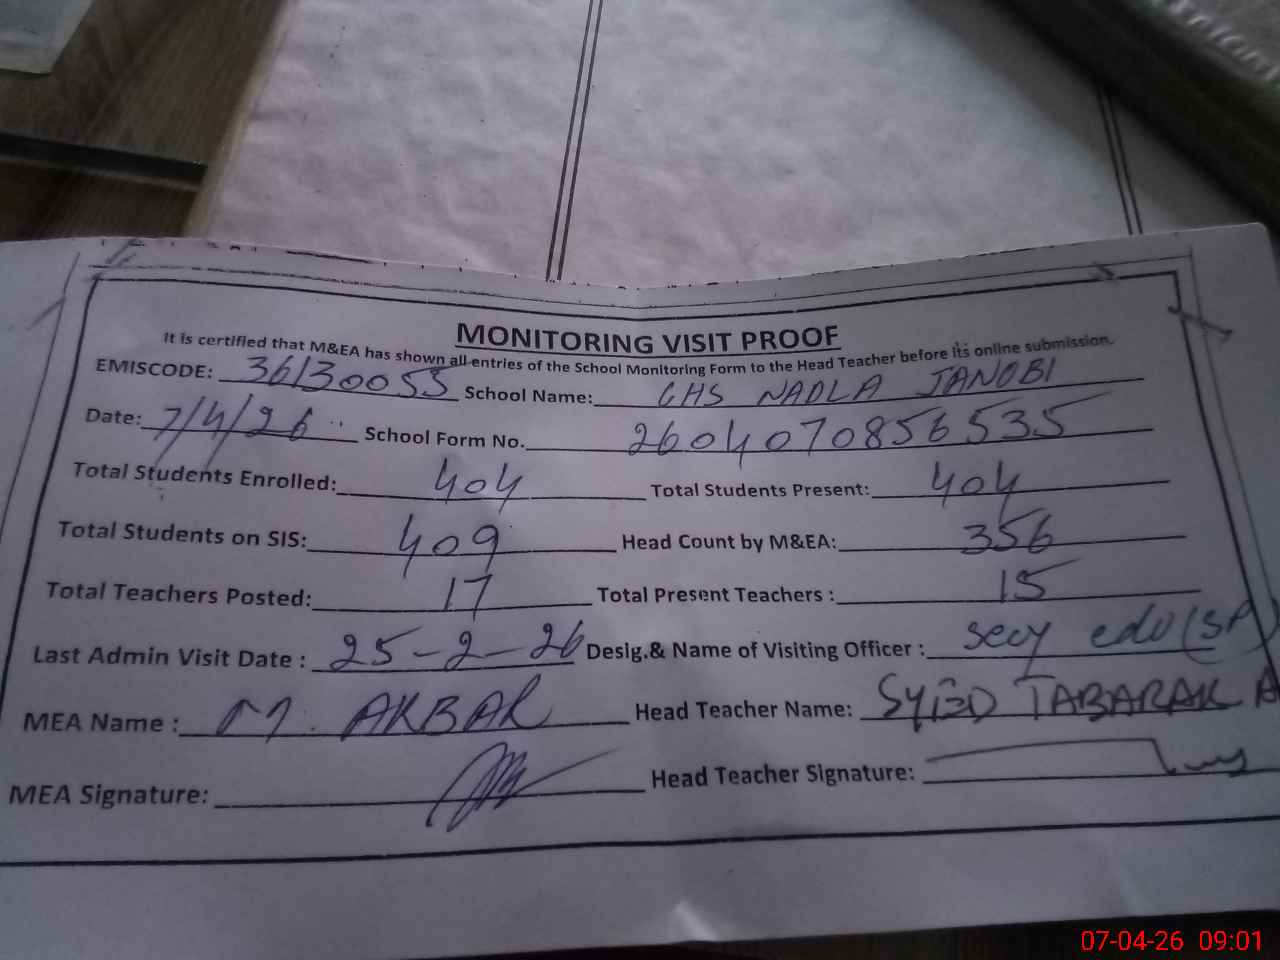 MONITORING VISIT PROOF
It is certified that M&EA has shown all entries of the School Monitoring Form to the Head Teacher before its online submission.
EMISCODE: 36130055 School Name: GHS NADLA JANOBI
Date: 7/4/26 School Form No. 2604070856535
Total Students Enrolled: 404 Total Students Present: 404
Total Students on SIS: 409 Head Count by M&EA: 356
Total Teachers Posted: 17 Total Present Teachers : 15
Last Admin Visit Date : 25-2-26 Desig.& Name of Visiting Officer : secy edu (SP)
MEA Name : M. AKBAR Head Teacher Name: SYED TABARAK A
MEA Signature: Head Teacher Signature:
07-04-26 09:01